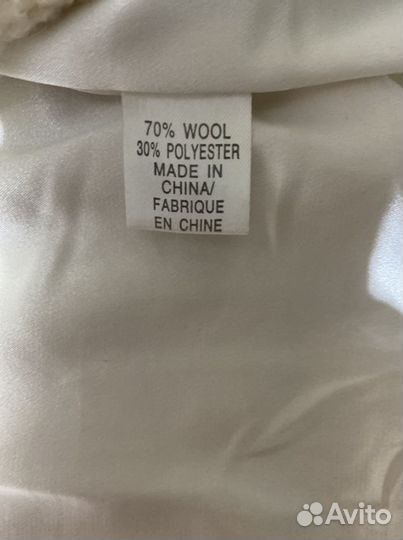 70% WOOL
30% POLYESTER
MADE IN
CHINA/
FABRIQUE
EN CHINE
Avito